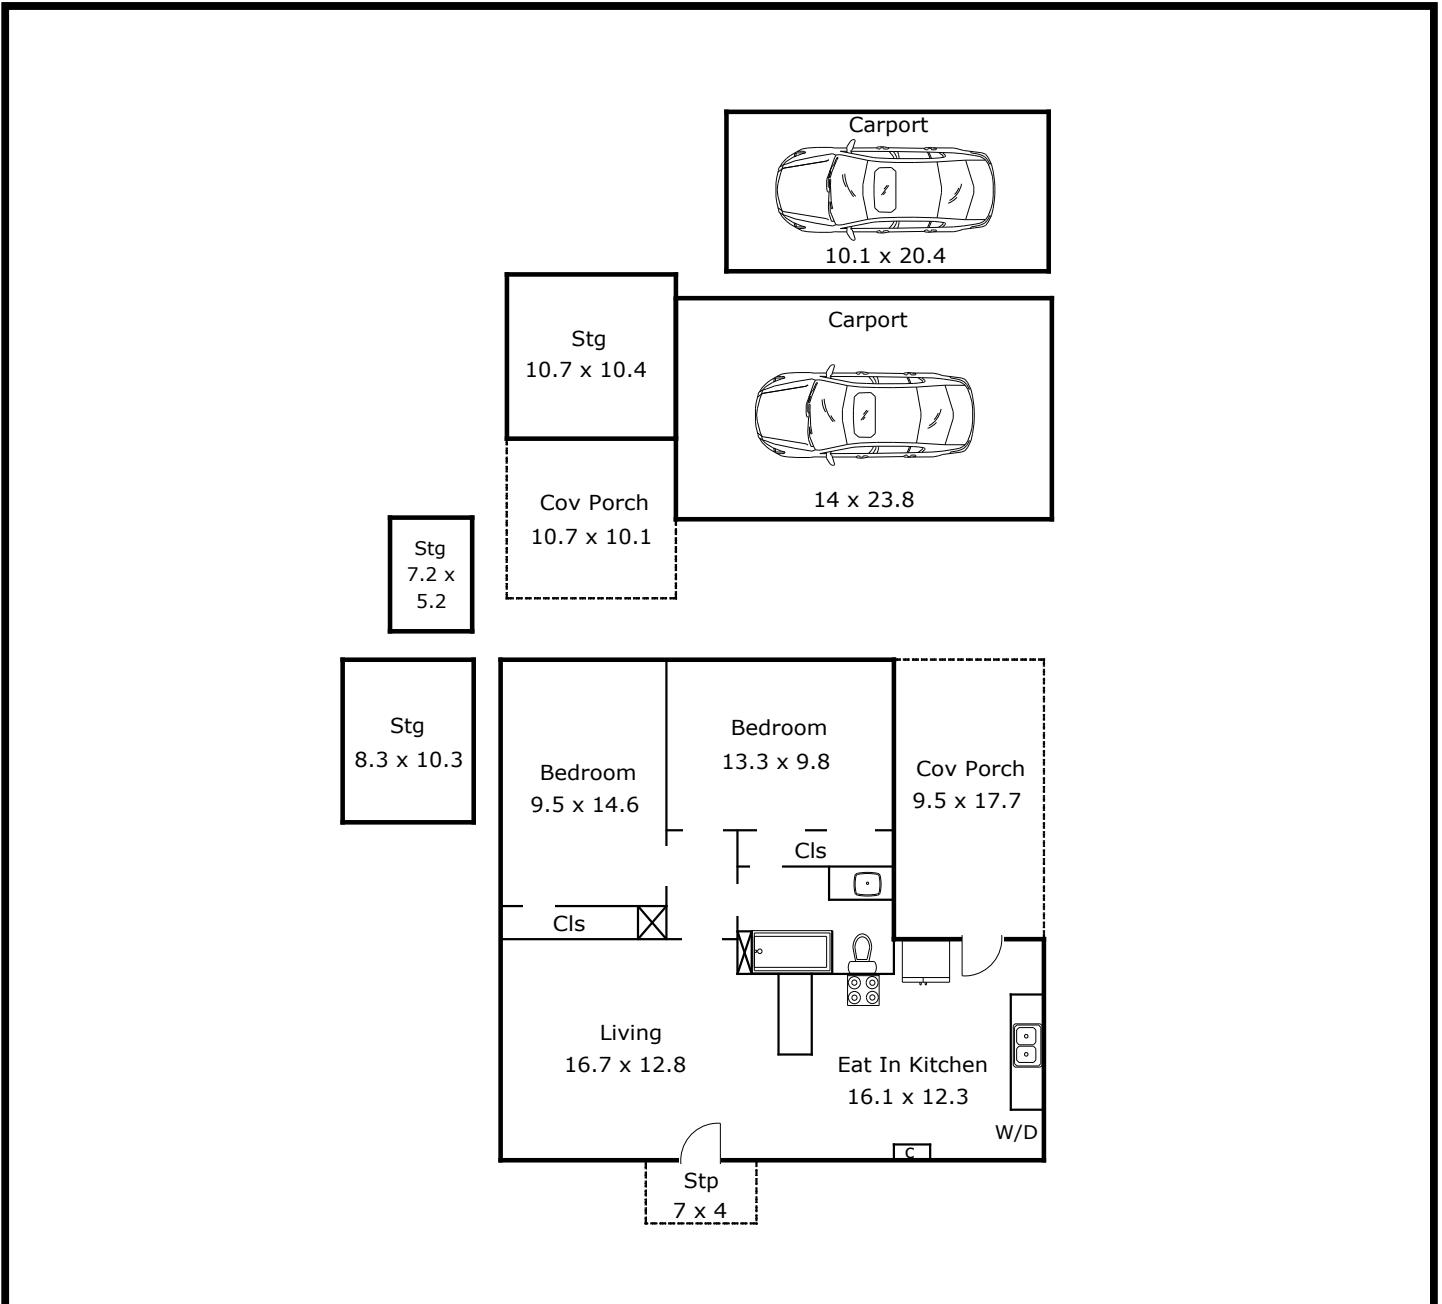 Carport
10.1 x 20.4
Stg
10.7 x 10.4
Carport
14 x 23.8
Cov Porch
10.7 x 10.1
Stg
7.2 x
5.2
Stg
8.3 x 10.3
Bedroom
9.5 x 14.6
Bedroom
13.3 x 9.8
Cov Porch
9.5 x 17.7
Cls
Cls
Living
16.7 x 12.8
Eat In Kitchen
16.1 x 12.3
W/D
C
Stp
7 x 4